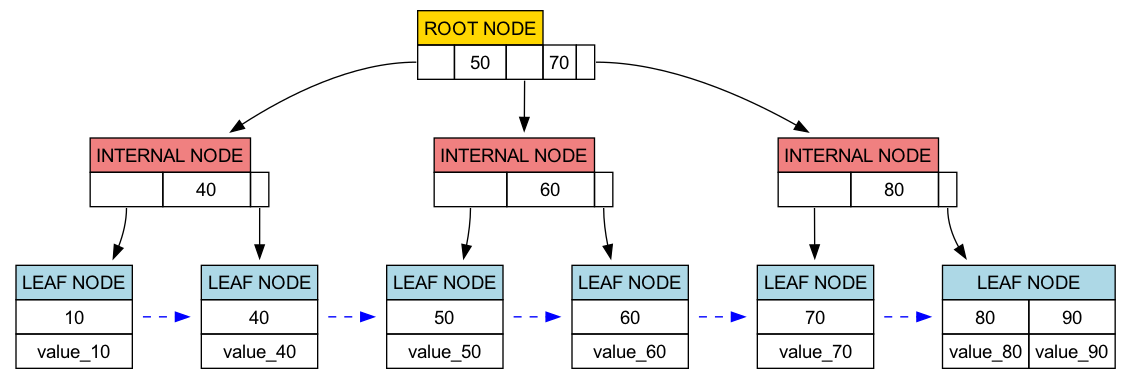 ROOT NODE
50 70
INTERNAL NODE INTERNAL NODE INTERNAL NODE
40 60 80
LEAF NODE LEAF NODE LEAF NODE LEAF NODE LEAF NODE LEAF NODE
10 40 50 60 70 80 90
value_10 value_40 value_50 value_60 value_70 value_80 value_90